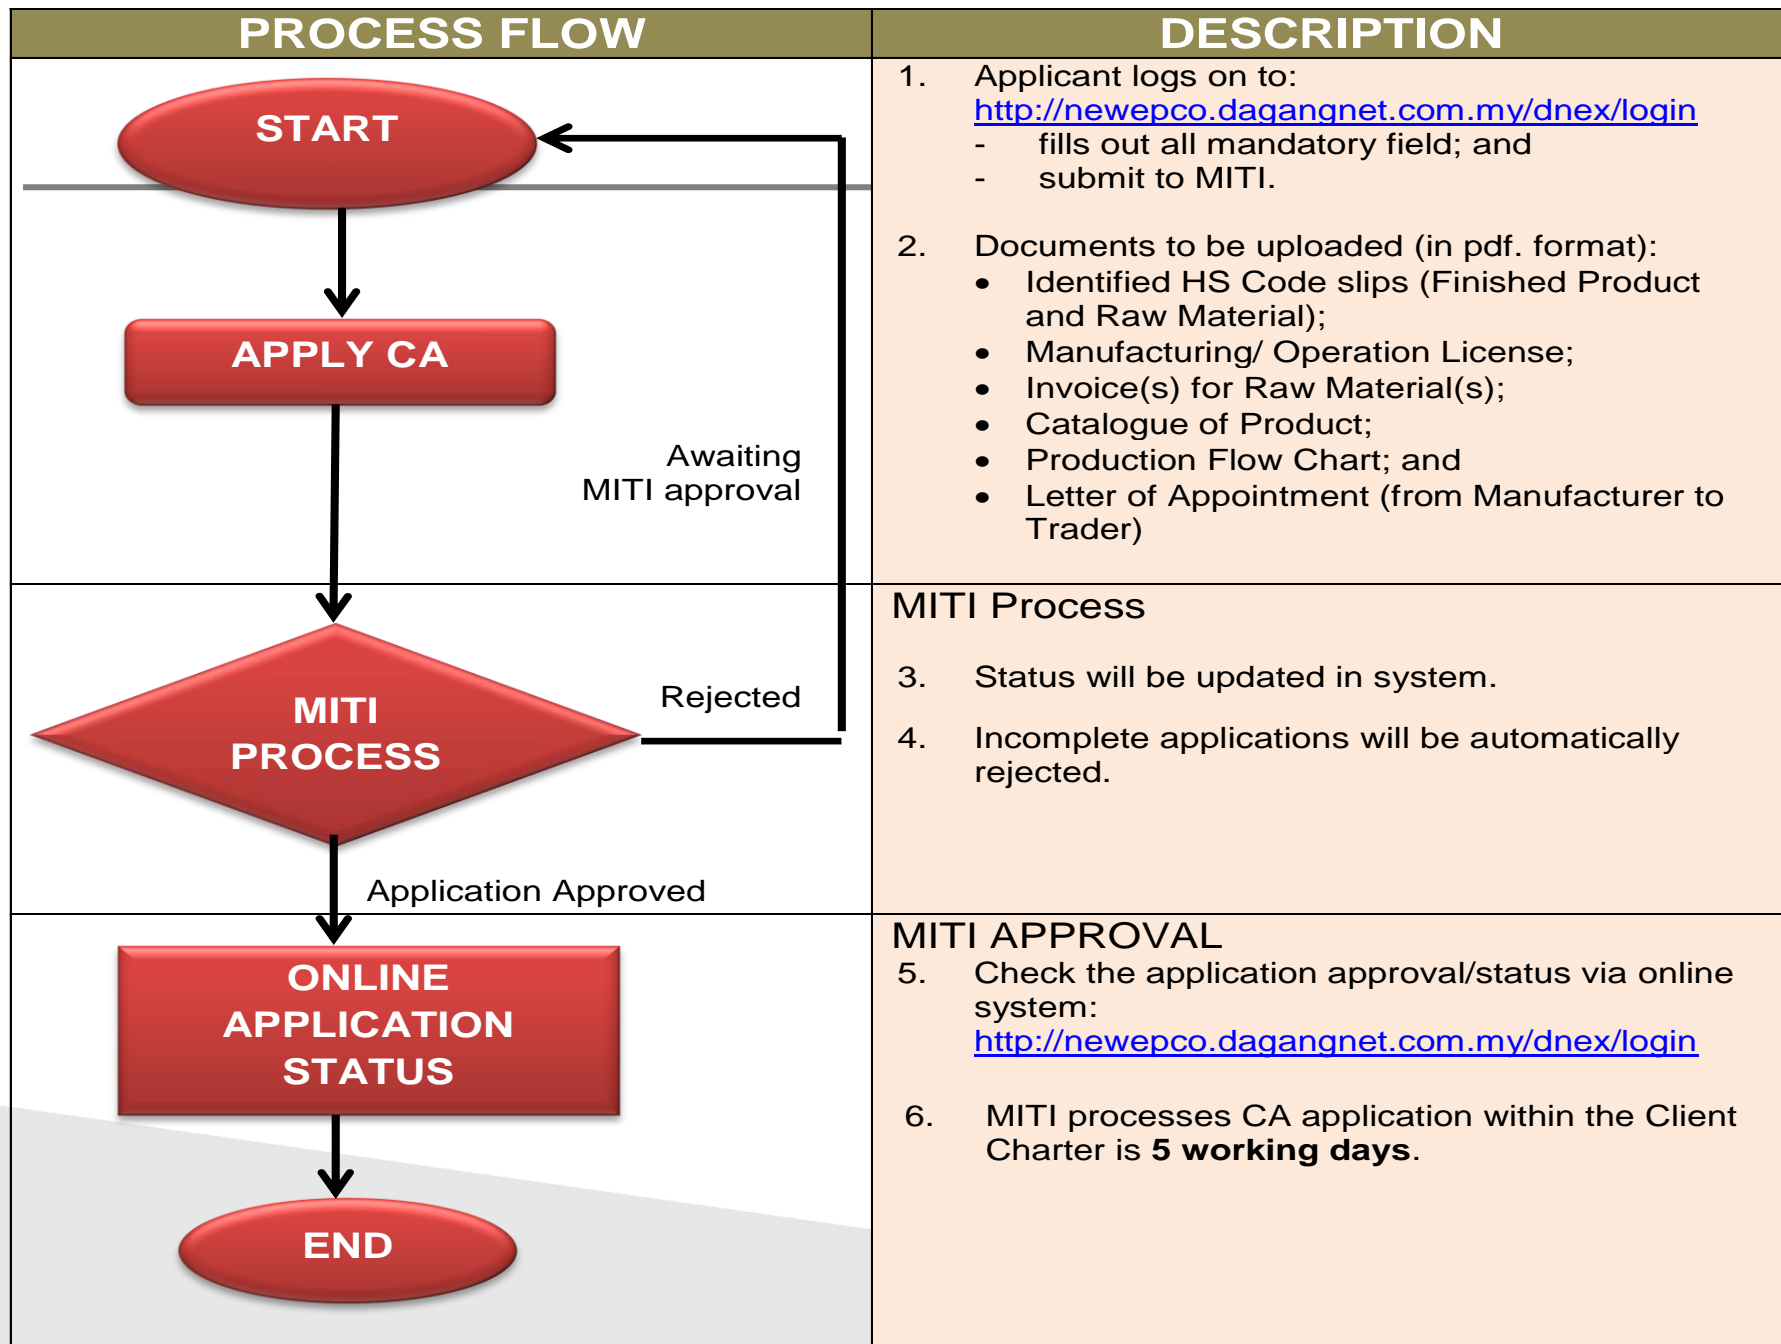 PROCESS FLOW
DESCRIPTION
START
APPLY CA
Awaiting
MITI approval
1. Applicant logs on to:
http://newepco.dagangnet.com.my/dnex/login
- fills out all mandatory field; and
- submit to MITI.
2. Documents to be uploaded (in pdf. format):
• Identified HS Code slips (Finished Product
and Raw Material);
• Manufacturing/ Operation License;
• Invoice(s) for Raw Material(s);
• Catalogue of Product;
• Production Flow Chart; and
• Letter of Appointment (from Manufacturer to
Trader)
MITI
PROCESS
Rejected
Application Approved
MITI Process
3. Status will be updated in system.
4. Incomplete applications will be automatically
rejected.
ONLINE
APPLICATION
STATUS
END
MITI APPROVAL
5. Check the application approval/status via online
system:
http://newepco.dagangnet.com.my/dnex/login
6. MITI processes CA application within the Client
Charter is 5 working days.